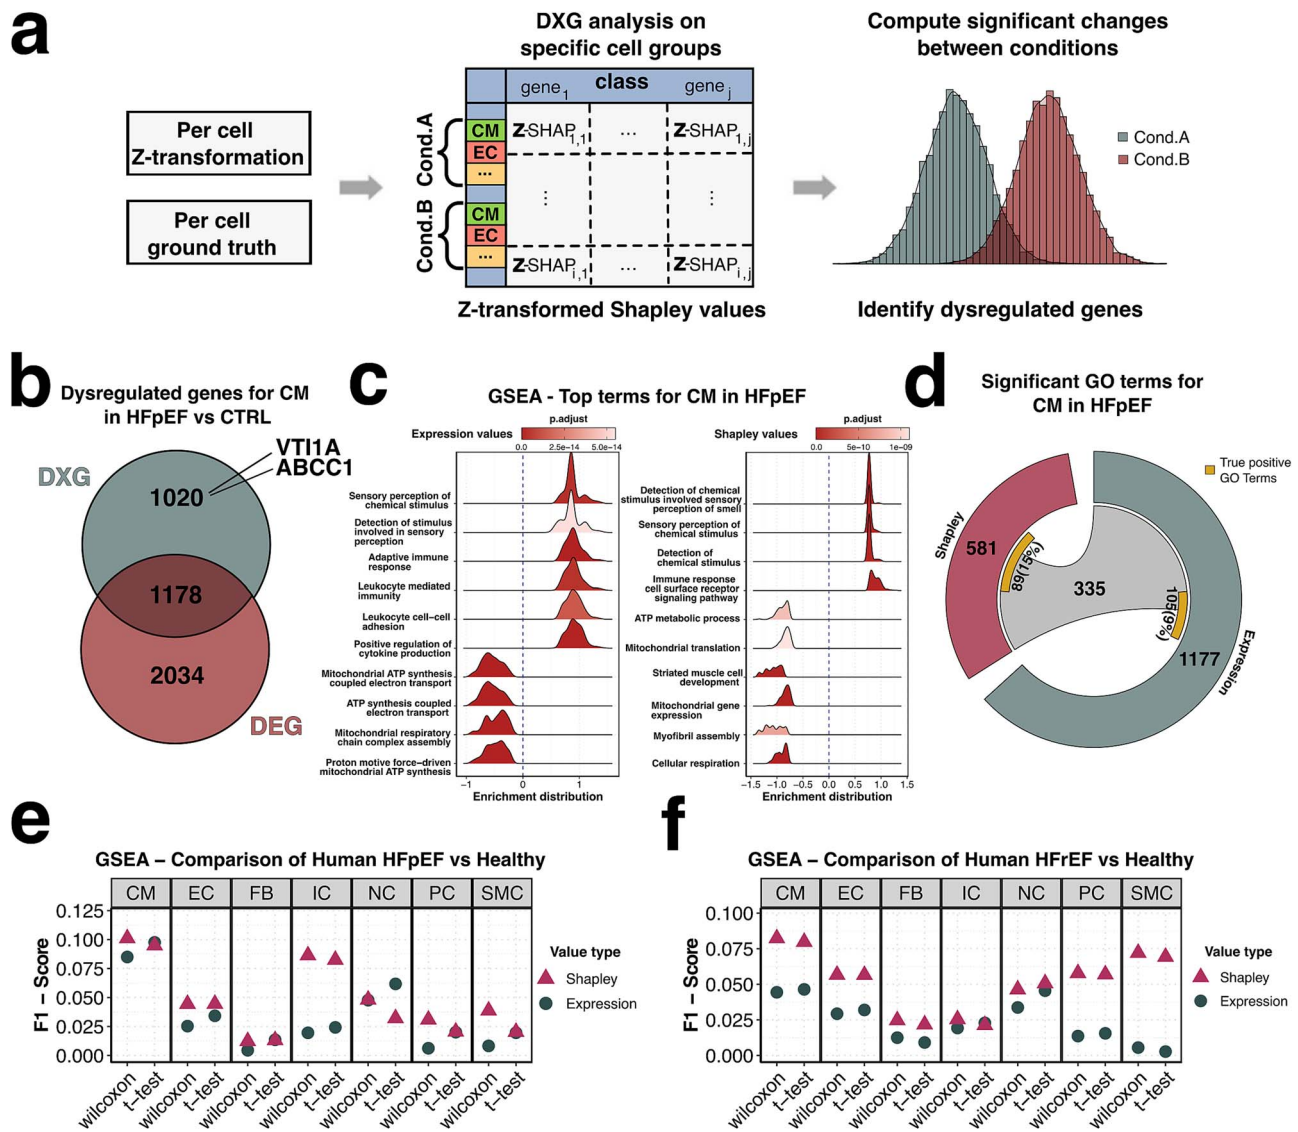 a
Per cell
Z-transformation
Per cell
ground truth
DXG analysis on
specific cell groups
gene1 class genej
Cond.A
CM
EC
...
Cond.B
CM
EC
...
Z-SHAP1,1 ... Z-SHAP1,j
⋮ ⋮
Z-SHAPi,1 ... Z-SHAPi,j
Z-transformed Shapley values
Compute significant changes
between conditions
Cond.A
Cond.B
Identify dysregulated genes
b
Dysregulated genes for CM
in HFpEF vs CTRL
VTI1A
ABCC1
DXG
1020
1178
2034
DEG
c
GSEA - Top terms for CM in HFpEF
p.adjust
Expression values
0.0 2.5e−14 5.0e−14
Sensory perception of
chemical stimulus
Detection of stimulus
involved in sensory
perception
Adaptive immune
response
Leukocyte mediated
immunity
Leukocyte cell−cell
adhesion
Positive regulation of
cytokine production
Mitochondrial ATP synthesis
coupled electron transport
ATP synthesis coupled
electron transport
Mitochondrial respiratory
chain complex assembly
Proton motive force−driven
mitochondrial ATP synthesis
−1 0 1
Enrichment distribution
p.adjust
Shapley values
0.0 5e−10 1e−09
Detection of chemical
stimulus involved sensory
perception of smell
Sensory perception of
chemical stimulus
Detection of
chemical stimulus
Immune response
cell surface receptor
signaling pathway
ATP metabolic process
Mitochondrial translation
Striated muscle cell
development
Mitochondrial gene
expression
Myofibril assembly
Cellular respiration
−1.5 −1.0 −0.5 0.0 0.5 1.0 1.5
Enrichment distribution
d
Significant GO terms for
CM in HFpEF
True positive
GO Terms
Shapley
581
89(15%)
335
105(9%)
1177
Expression
e
GSEA – Comparison of Human HFpEF vs Healthy
CM EC FB IC NC PC SMC
F1 – Score
0.125
0.100
0.075
0.050
0.025
0.000
wilcoxon t−test wilcoxon t−test wilcoxon t−test wilcoxon t−test wilcoxon t−test wilcoxon t−test wilcoxon t−test
Value type
Shapley
Expression
f
GSEA – Comparison of Human HFrEF vs Healthy
CM EC FB IC NC PC SMC
F1 – Score
0.100
0.075
0.050
0.025
0.000
wilcoxon t−test wilcoxon t−test wilcoxon t−test wilcoxon t−test wilcoxon t−test wilcoxon t−test wilcoxon t−test
Value type
Shapley
Expression